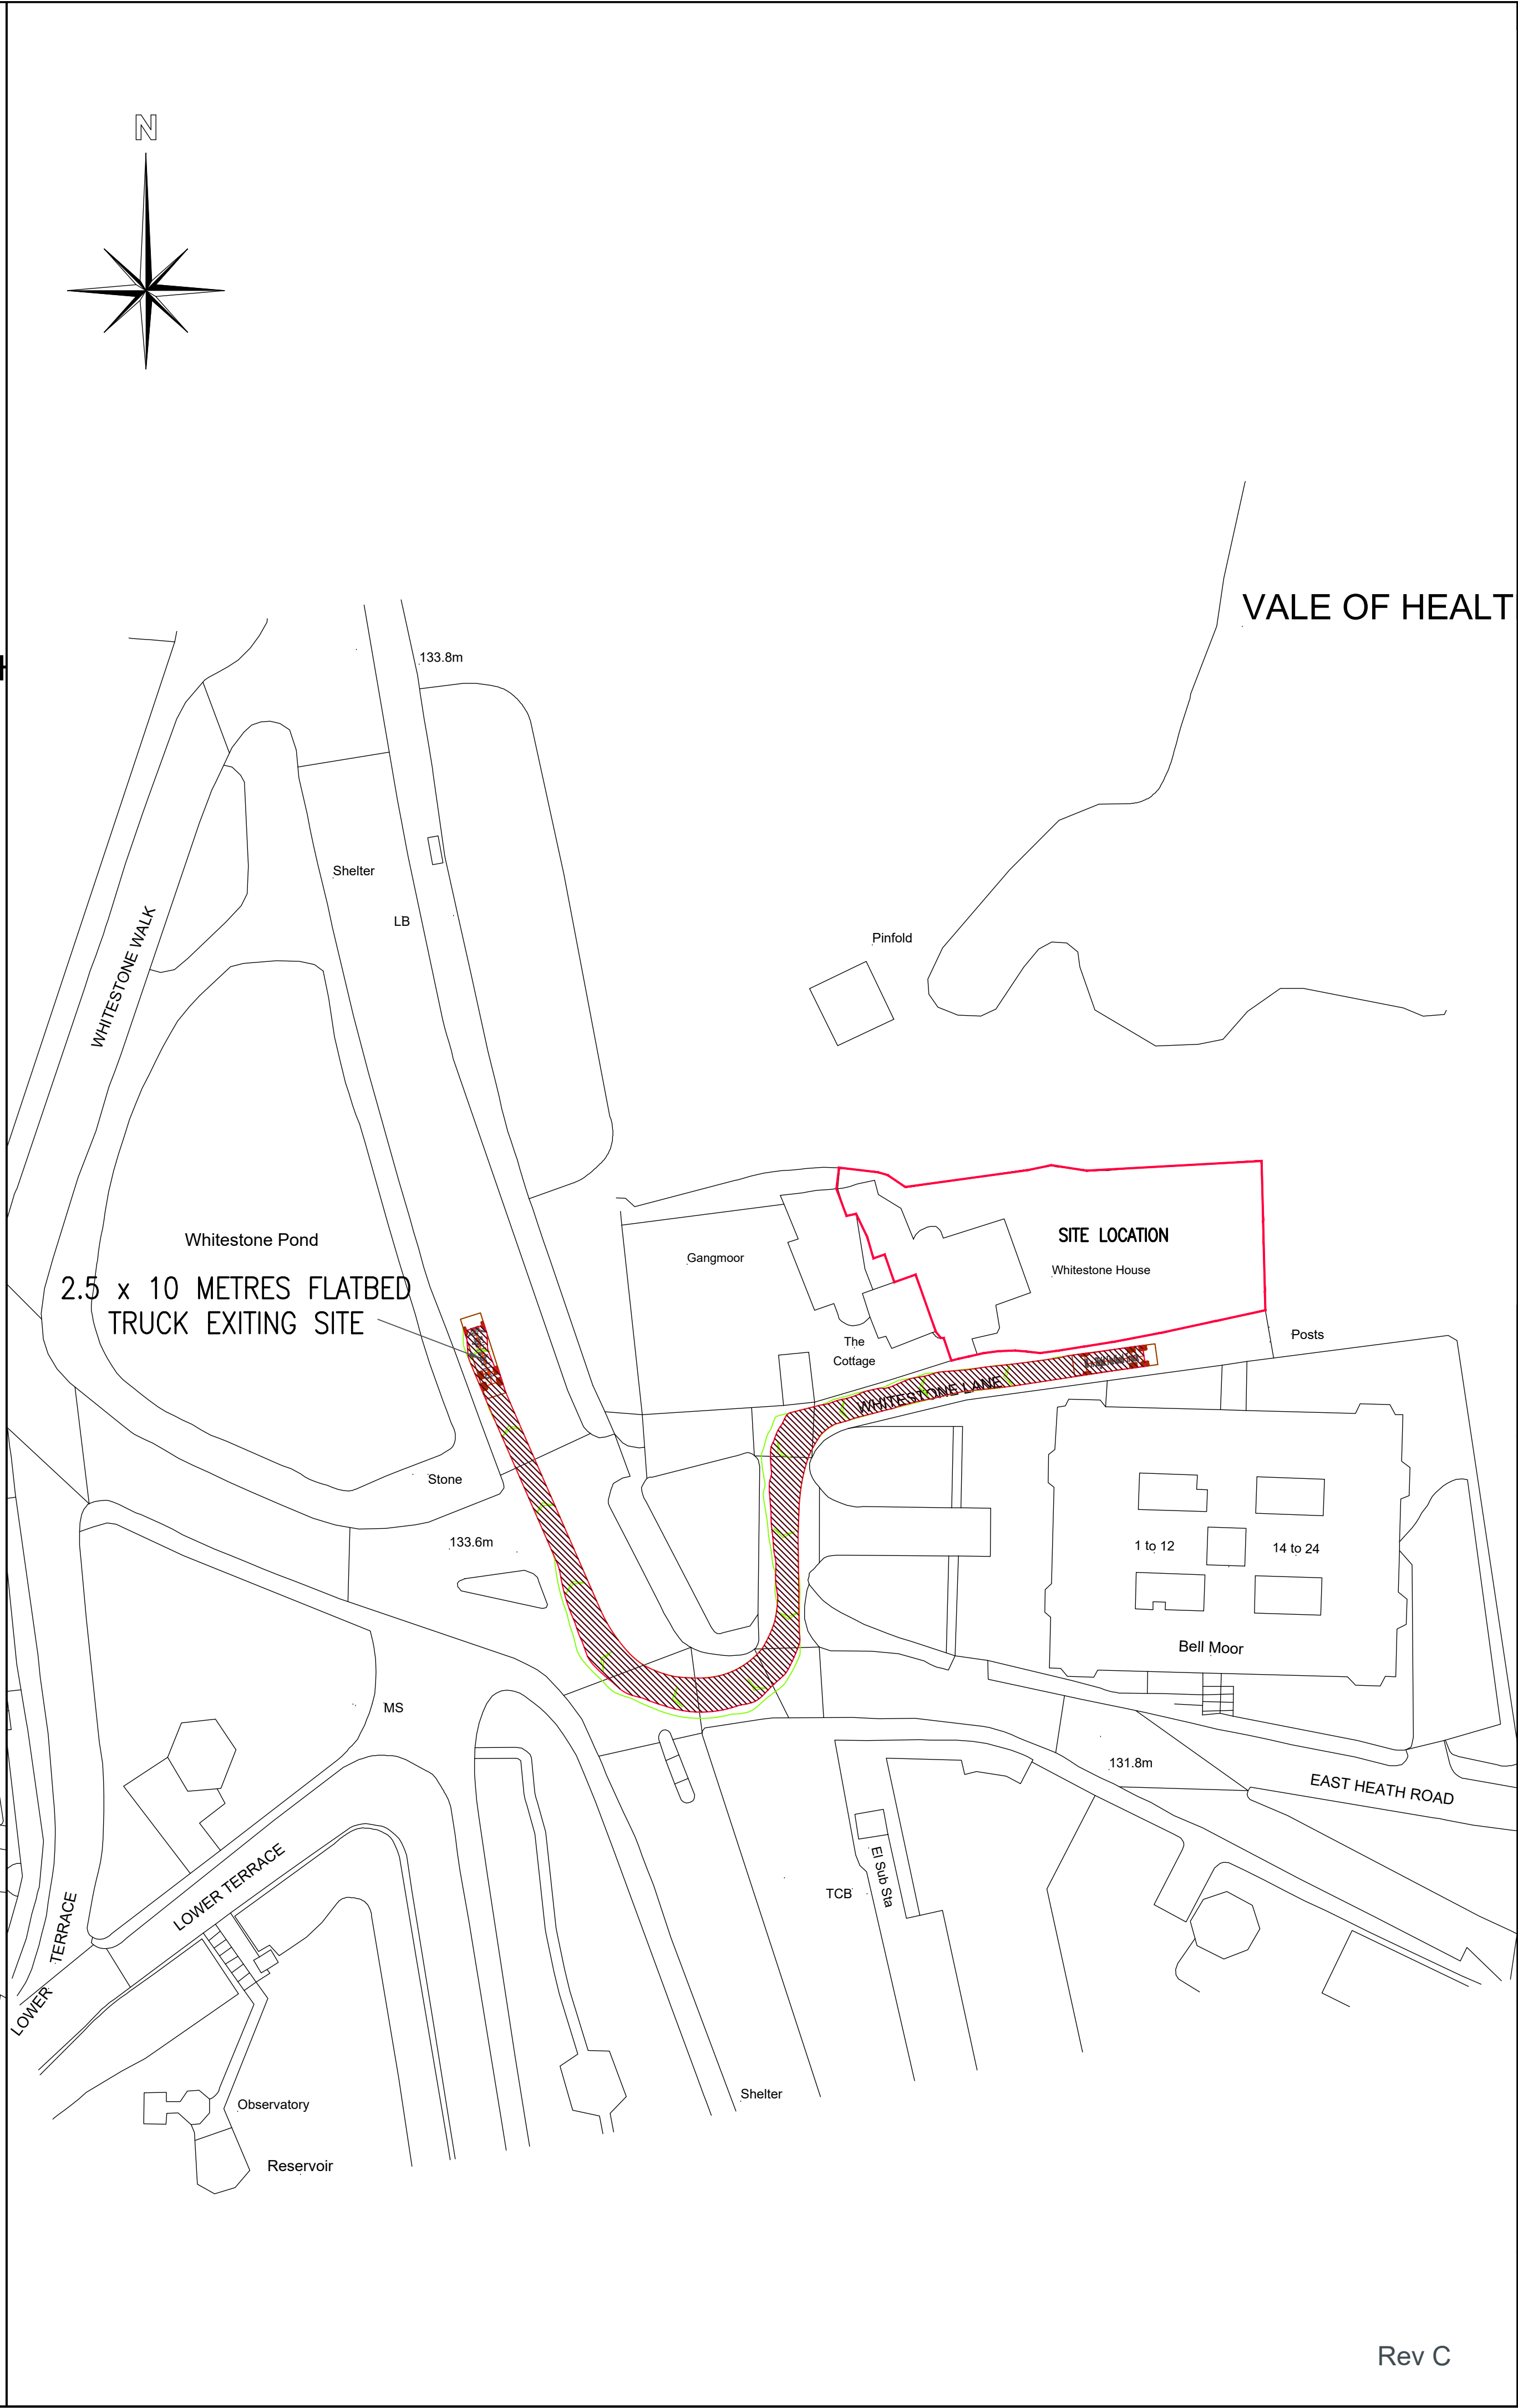 N
VALE OF HEALT
133.8m
Shelter
LB
WHITESTONE WALK
Pinfold
Whitestone Pond
2.5 x 10 METRES FLATBED
TRUCK EXITING SITE
Gangmoor
SITE LOCATION
Whitestone House
The
Cottage
Posts
WHITESTONE LANE
Stone
133.6m
1 to 12
14 to 24
Bell Moor
MS
131.8m
EAST HEATH ROAD
LOWER TERRACE
El Sub Sta
TCB
LOWER TERRACE
Shelter
Observatory
Reservoir
Rev C